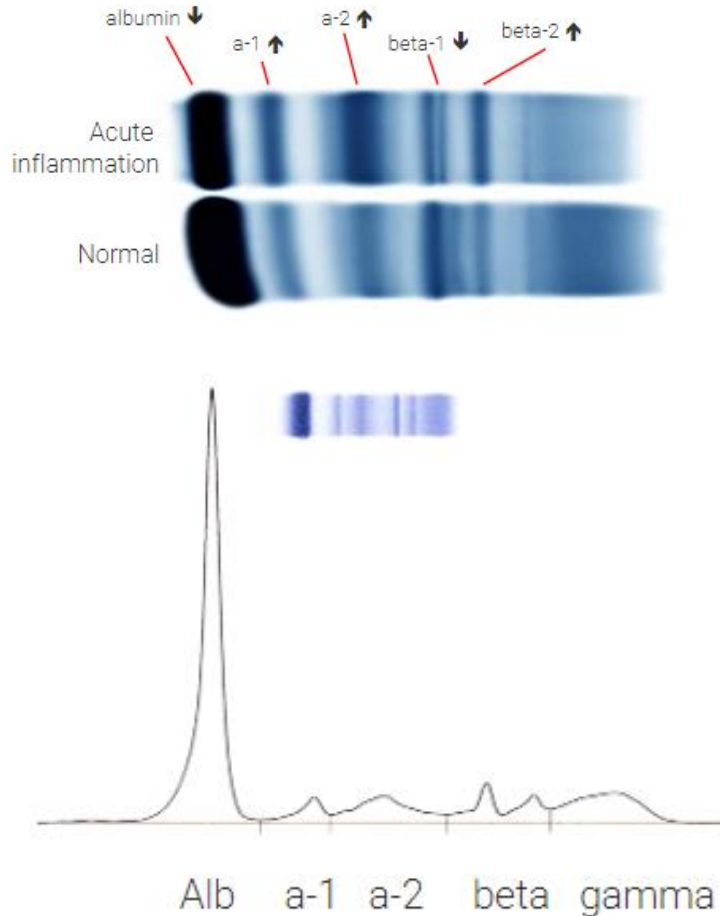 albumin 🡇
a-1 🡅
a-2 🡅
beta-1 🡇
beta-2 🡅
Acute
inflammation
Normal
Alb
a-1
a-2
beta
gamma